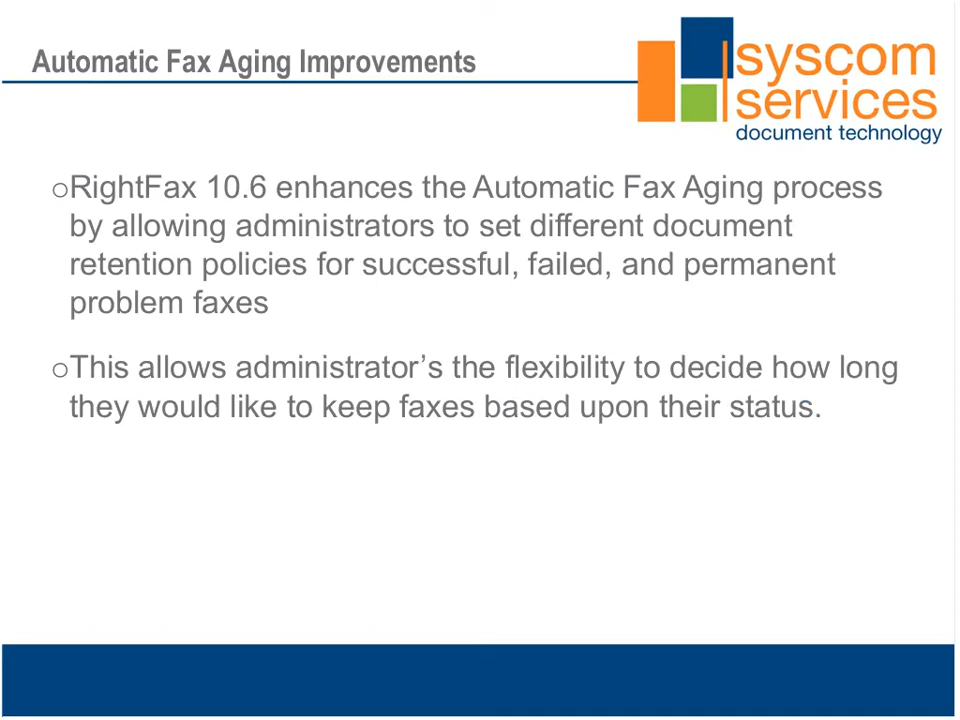 Automatic Fax Aging Improvements
syscom
services
document technology
oRightFax 10.6 enhances the Automatic Fax Aging process
by allowing administrators to set different document
retention policies for successful, failed, and permanent
problem faxes
oThis allows administrator’s the flexibility to decide how long
they would like to keep faxes based upon their status.